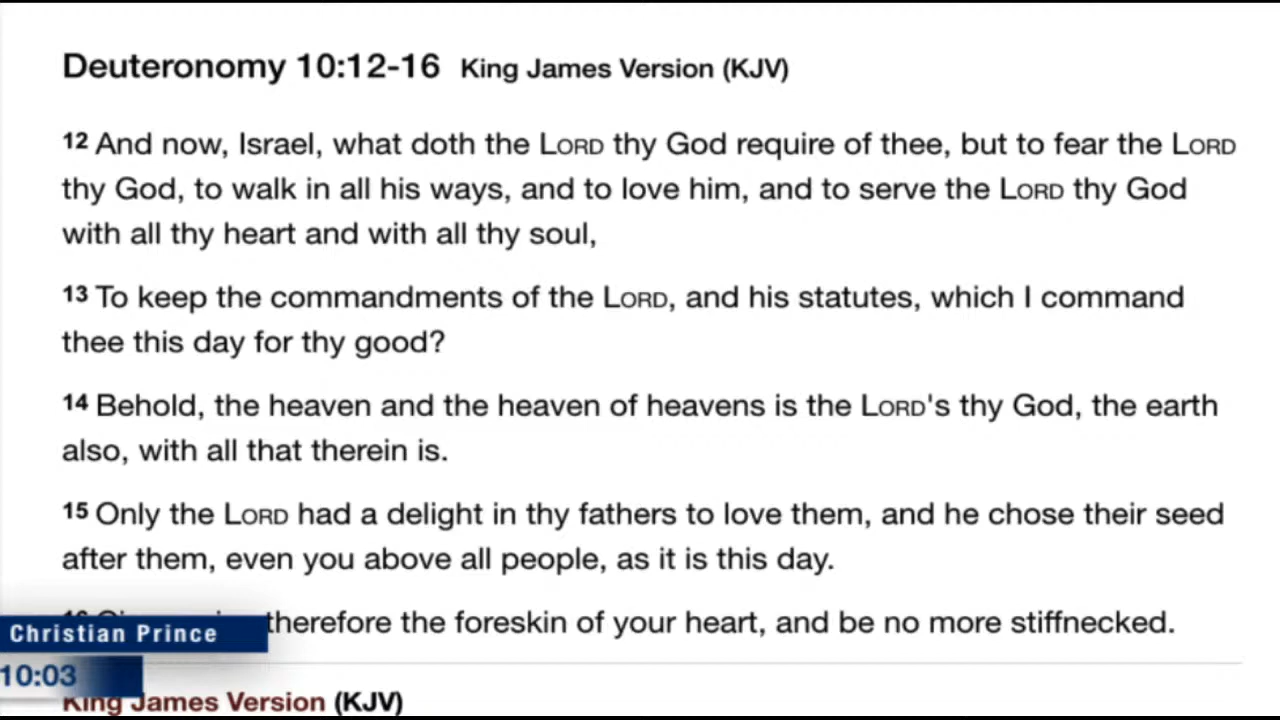 Deuteronomy 10:12-16 King James Version (KJV)
12 And now, Israel, what doth the LORD thy God require of thee, but to fear the LORD
thy God, to walk in all his ways, and to love him, and to serve the LORD thy God
with all thy heart and with all thy soul,
13 To keep the commandments of the LORD, and his statutes, which I command
thee this day for thy good?
14 Behold, the heaven and the heaven of heavens is the LORD's thy God, the earth
also, with all that therein is.
15 Only the LORD had a delight in thy fathers to love them, and he chose their seed
after them, even you above all people, as it is this day.
therefore the foreskin of your heart, and be no more stiffnecked.
Christian Prince
10:03
King James Version (KJV)